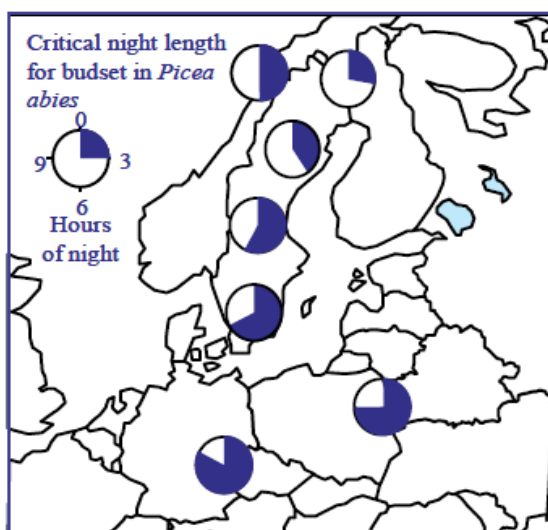 Critical night length
for budset in Picea
abies
0
9 3
6
Hours
of night